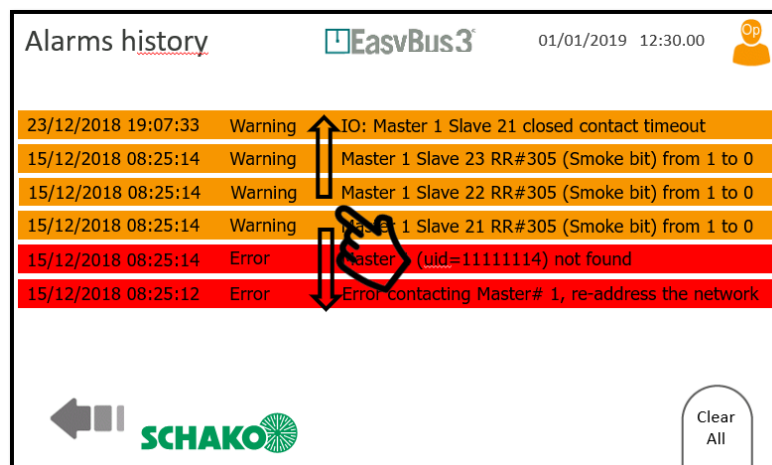 Alarms history EasyBus3 01/01/2019 12:30.00 Op
23/12/2018 19:07:33 Warning IO: Master 1 Slave 21 closed contact timeout
15/12/2018 08:25:14 Warning Master 1 Slave 23 RR#305 (Smoke bit) from 1 to 0
15/12/2018 08:25:14 Warning Master 1 Slave 22 RR#305 (Smoke bit) from 1 to 0
15/12/2018 08:25:14 Warning Master 1 Slave 21 RR#305 (Smoke bit) from 1 to 0
15/12/2018 08:25:14 Error Master (uid=11111114) not found
15/12/2018 08:25:12 Error Error contacting Master# 1, re-address the network
SCHAKO
Clear
All